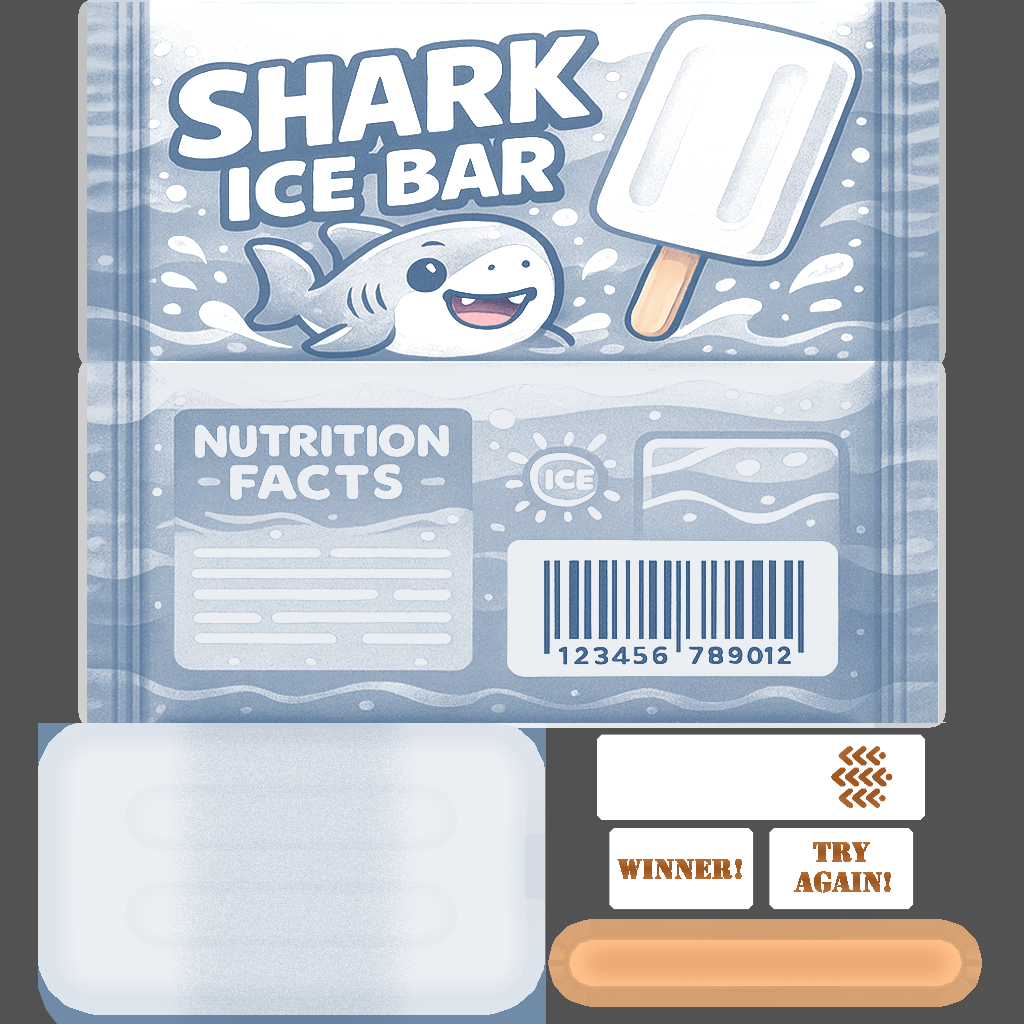 SHARK
ICE BAR
NUTRITION
FACTS
ICE
123456 789012
WINNER!
TRY
AGAIN!